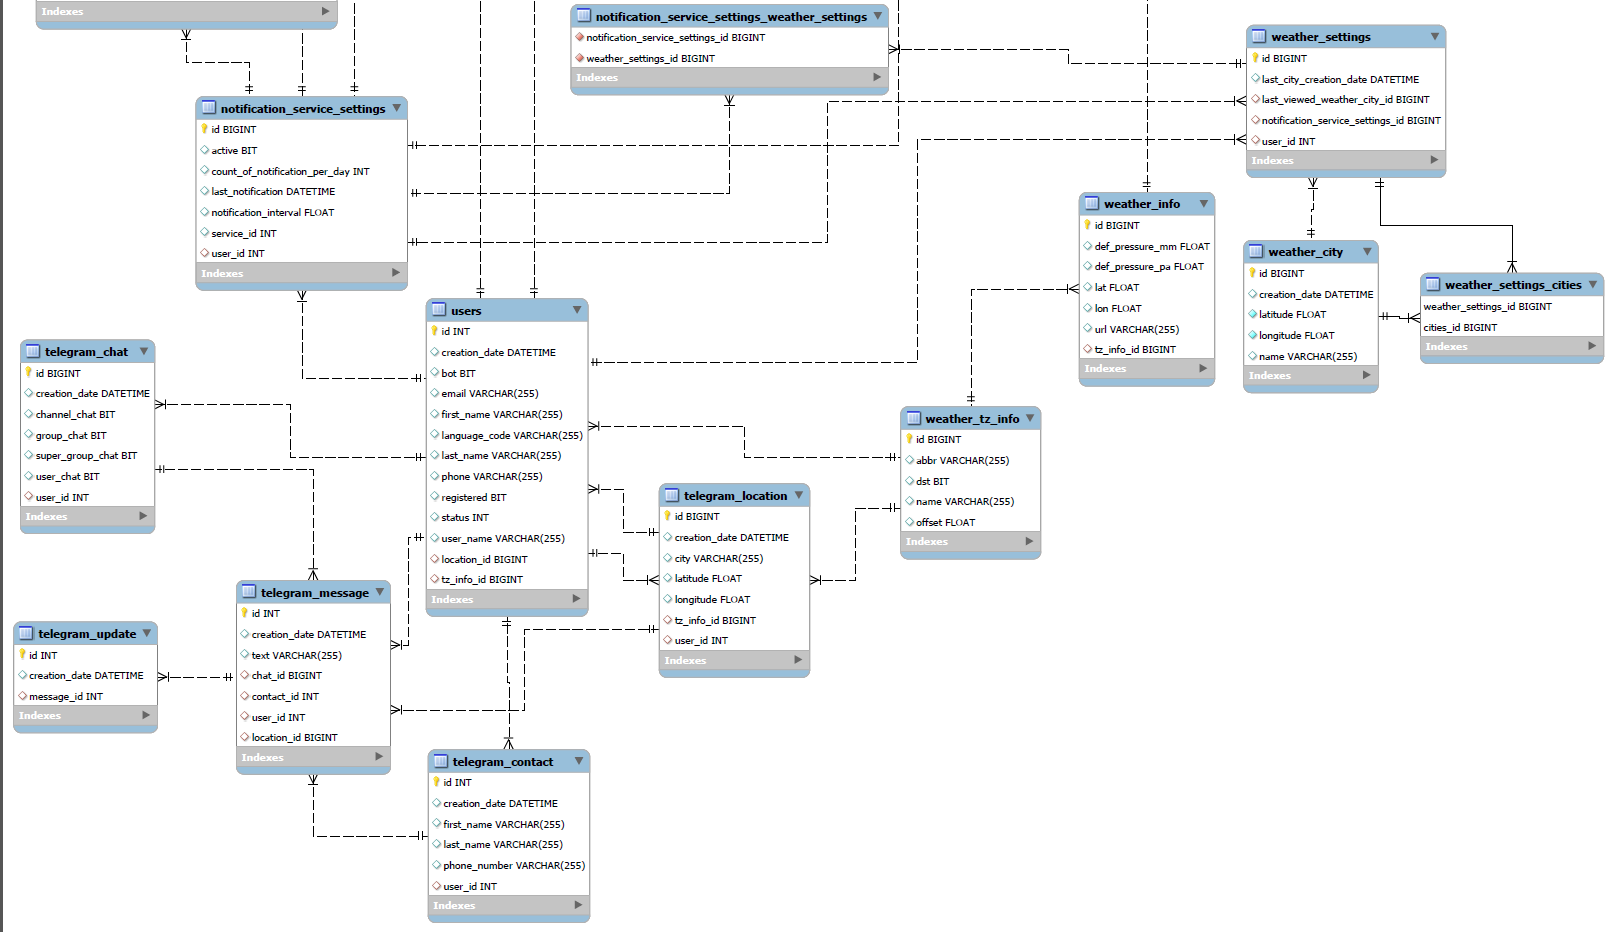 Indexes
notification_service_settings_weather_settings
notification_service_settings_id BIGINT
weather_settings_id BIGINT
Indexes
weather_settings
id BIGINT
last_city_creation_date DATETIME
last_viewed_weather_city_id BIGINT
notification_service_settings_id BIGINT
user_id INT
Indexes
notification_service_settings
id BIGINT
active BIT
count_of_notification_per_day INT
last_notification DATETIME
notification_interval FLOAT
service_id INT
user_id INT
Indexes
weather_info
id BIGINT
def_pressure_mm FLOAT
def_pressure_pa FLOAT
lat FLOAT
lon FLOAT
url VARCHAR(255)
tz_info_id BIGINT
Indexes
weather_city
id BIGINT
creation_date DATETIME
latitude FLOAT
longitude FLOAT
name VARCHAR(255)
Indexes
weather_settings_cities
weather_settings_id BIGINT
cities_id BIGINT
Indexes
users
id INT
creation_date DATETIME
bot BIT
email VARCHAR(255)
first_name VARCHAR(255)
language_code VARCHAR(255)
last_name VARCHAR(255)
phone VARCHAR(255)
registered BIT
status INT
user_name VARCHAR(255)
location_id BIGINT
tz_info_id BIGINT
Indexes
telegram_chat
id BIGINT
creation_date DATETIME
channel_chat BIT
group_chat BIT
super_group_chat BIT
user_chat BIT
user_id INT
Indexes
weather_tz_info
id BIGINT
abbr VARCHAR(255)
dst BIT
name VARCHAR(255)
offset FLOAT
Indexes
telegram_location
id BIGINT
creation_date DATETIME
city VARCHAR(255)
latitude FLOAT
longitude FLOAT
tz_info_id BIGINT
user_id INT
Indexes
telegram_message
id INT
creation_date DATETIME
text VARCHAR(255)
chat_id BIGINT
contact_id INT
user_id INT
location_id BIGINT
Indexes
telegram_update
id INT
creation_date DATETIME
message_id INT
Indexes
telegram_contact
id INT
creation_date DATETIME
first_name VARCHAR(255)
last_name VARCHAR(255)
phone_number VARCHAR(255)
user_id INT
Indexes